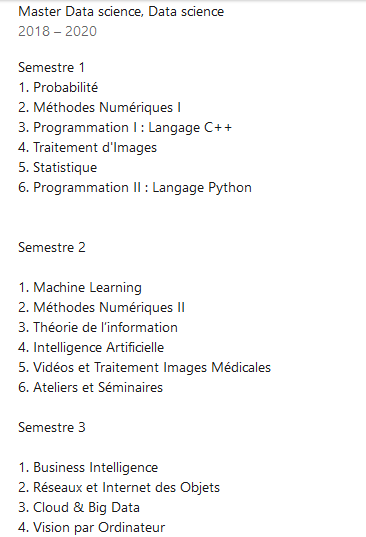 Master Data science, Data science
2018 – 2020
Semestre 1
1. Probabilité
2. Méthodes Numériques I
3. Programmation I : Langage C++
4. Traitement d'Images
5. Statistique
6. Programmation II : Langage Python
Semestre 2
1. Machine Learning
2. Méthodes Numériques II
3. Théorie de l’information
4. Intelligence Artificielle
5. Vidéos et Traitement Images Médicales
6. Ateliers et Séminaires
Semestre 3
1. Business Intelligence
2. Réseaux et Internet des Objets
3. Cloud & Big Data
4. Vision par Ordinateur